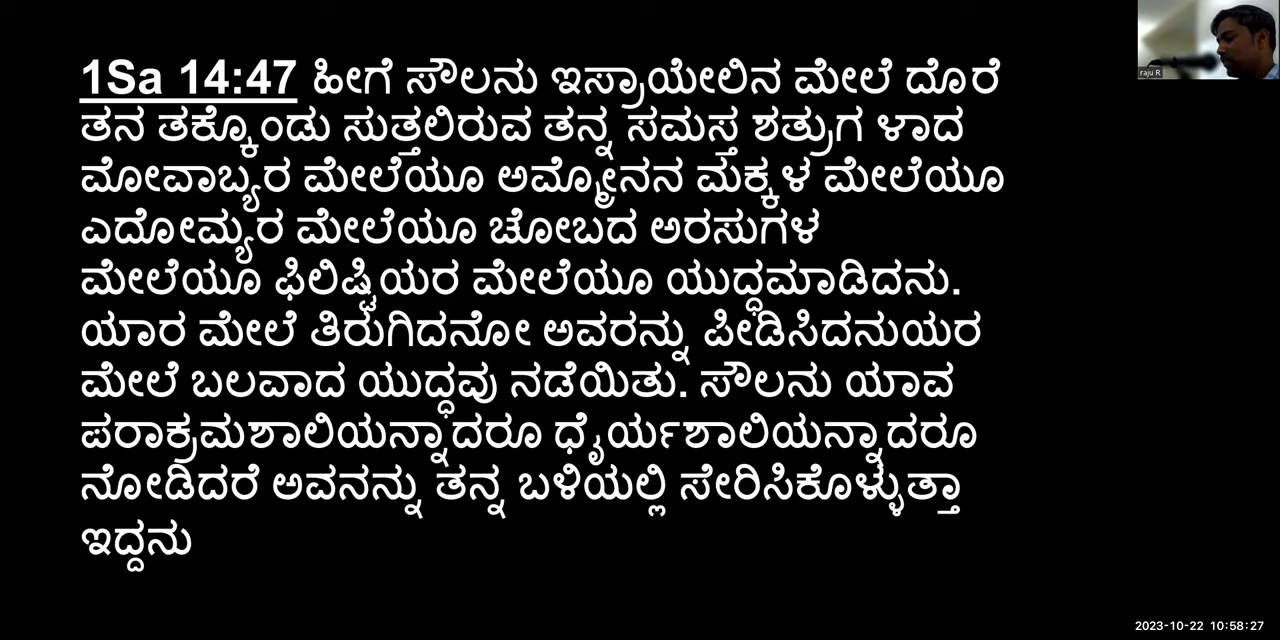 raju R
1Sa 14:47 ಹೀಗೆ ಸೌಲನು ಇಸ್ರಾಯೇಲಿನ ಮೇಲೆ ದೊರೆ
ತನ ತಕ್ಕೊಂಡು ಸುತ್ತಲಿರುವ ತನ್ನ ಸಮಸ್ತ ಶತ್ರುಗ ಳಾದ
ಮೋವಾಬ್ಯರ ಮೇಲೆಯೂ ಅಮ್ಮೋನನ ಮಕ್ಕಳ ಮೇಲೆಯೂ
ಎದೋಮ್ಯರ ಮೇಲೆಯೂ ಚೋಬದ ಅರಸುಗಳ
ಮೇಲೆಯೂ ಫಿಲಿಷ್ಟಿಯರ ಮೇಲೆಯೂ ಯುದ್ಧಮಾಡಿದನು.
ಯಾರ ಮೇಲೆ ತಿರುಗಿದನೋ ಅವರನ್ನು ಪೀಡಿಸಿದನುಯರ
ಮೇಲೆ ಬಲವಾದ ಯುದ್ಧವು ನಡೆಯಿತು. ಸೌಲನು ಯಾವ
ಪರಾಕ್ರಮಶಾಲಿಯನ್ನಾದರೂ ಧೈರ್ಯಶಾಲಿಯನ್ನಾದರೂ
ನೋಡಿದರೆ ಅವನನ್ನು ತನ್ನ ಬಳಿಯಲ್ಲಿ ಸೇರಿಸಿಕೊಳ್ಳುತ್ತಾ
ಇದ್ದನು
2023-10-22 10:58:27